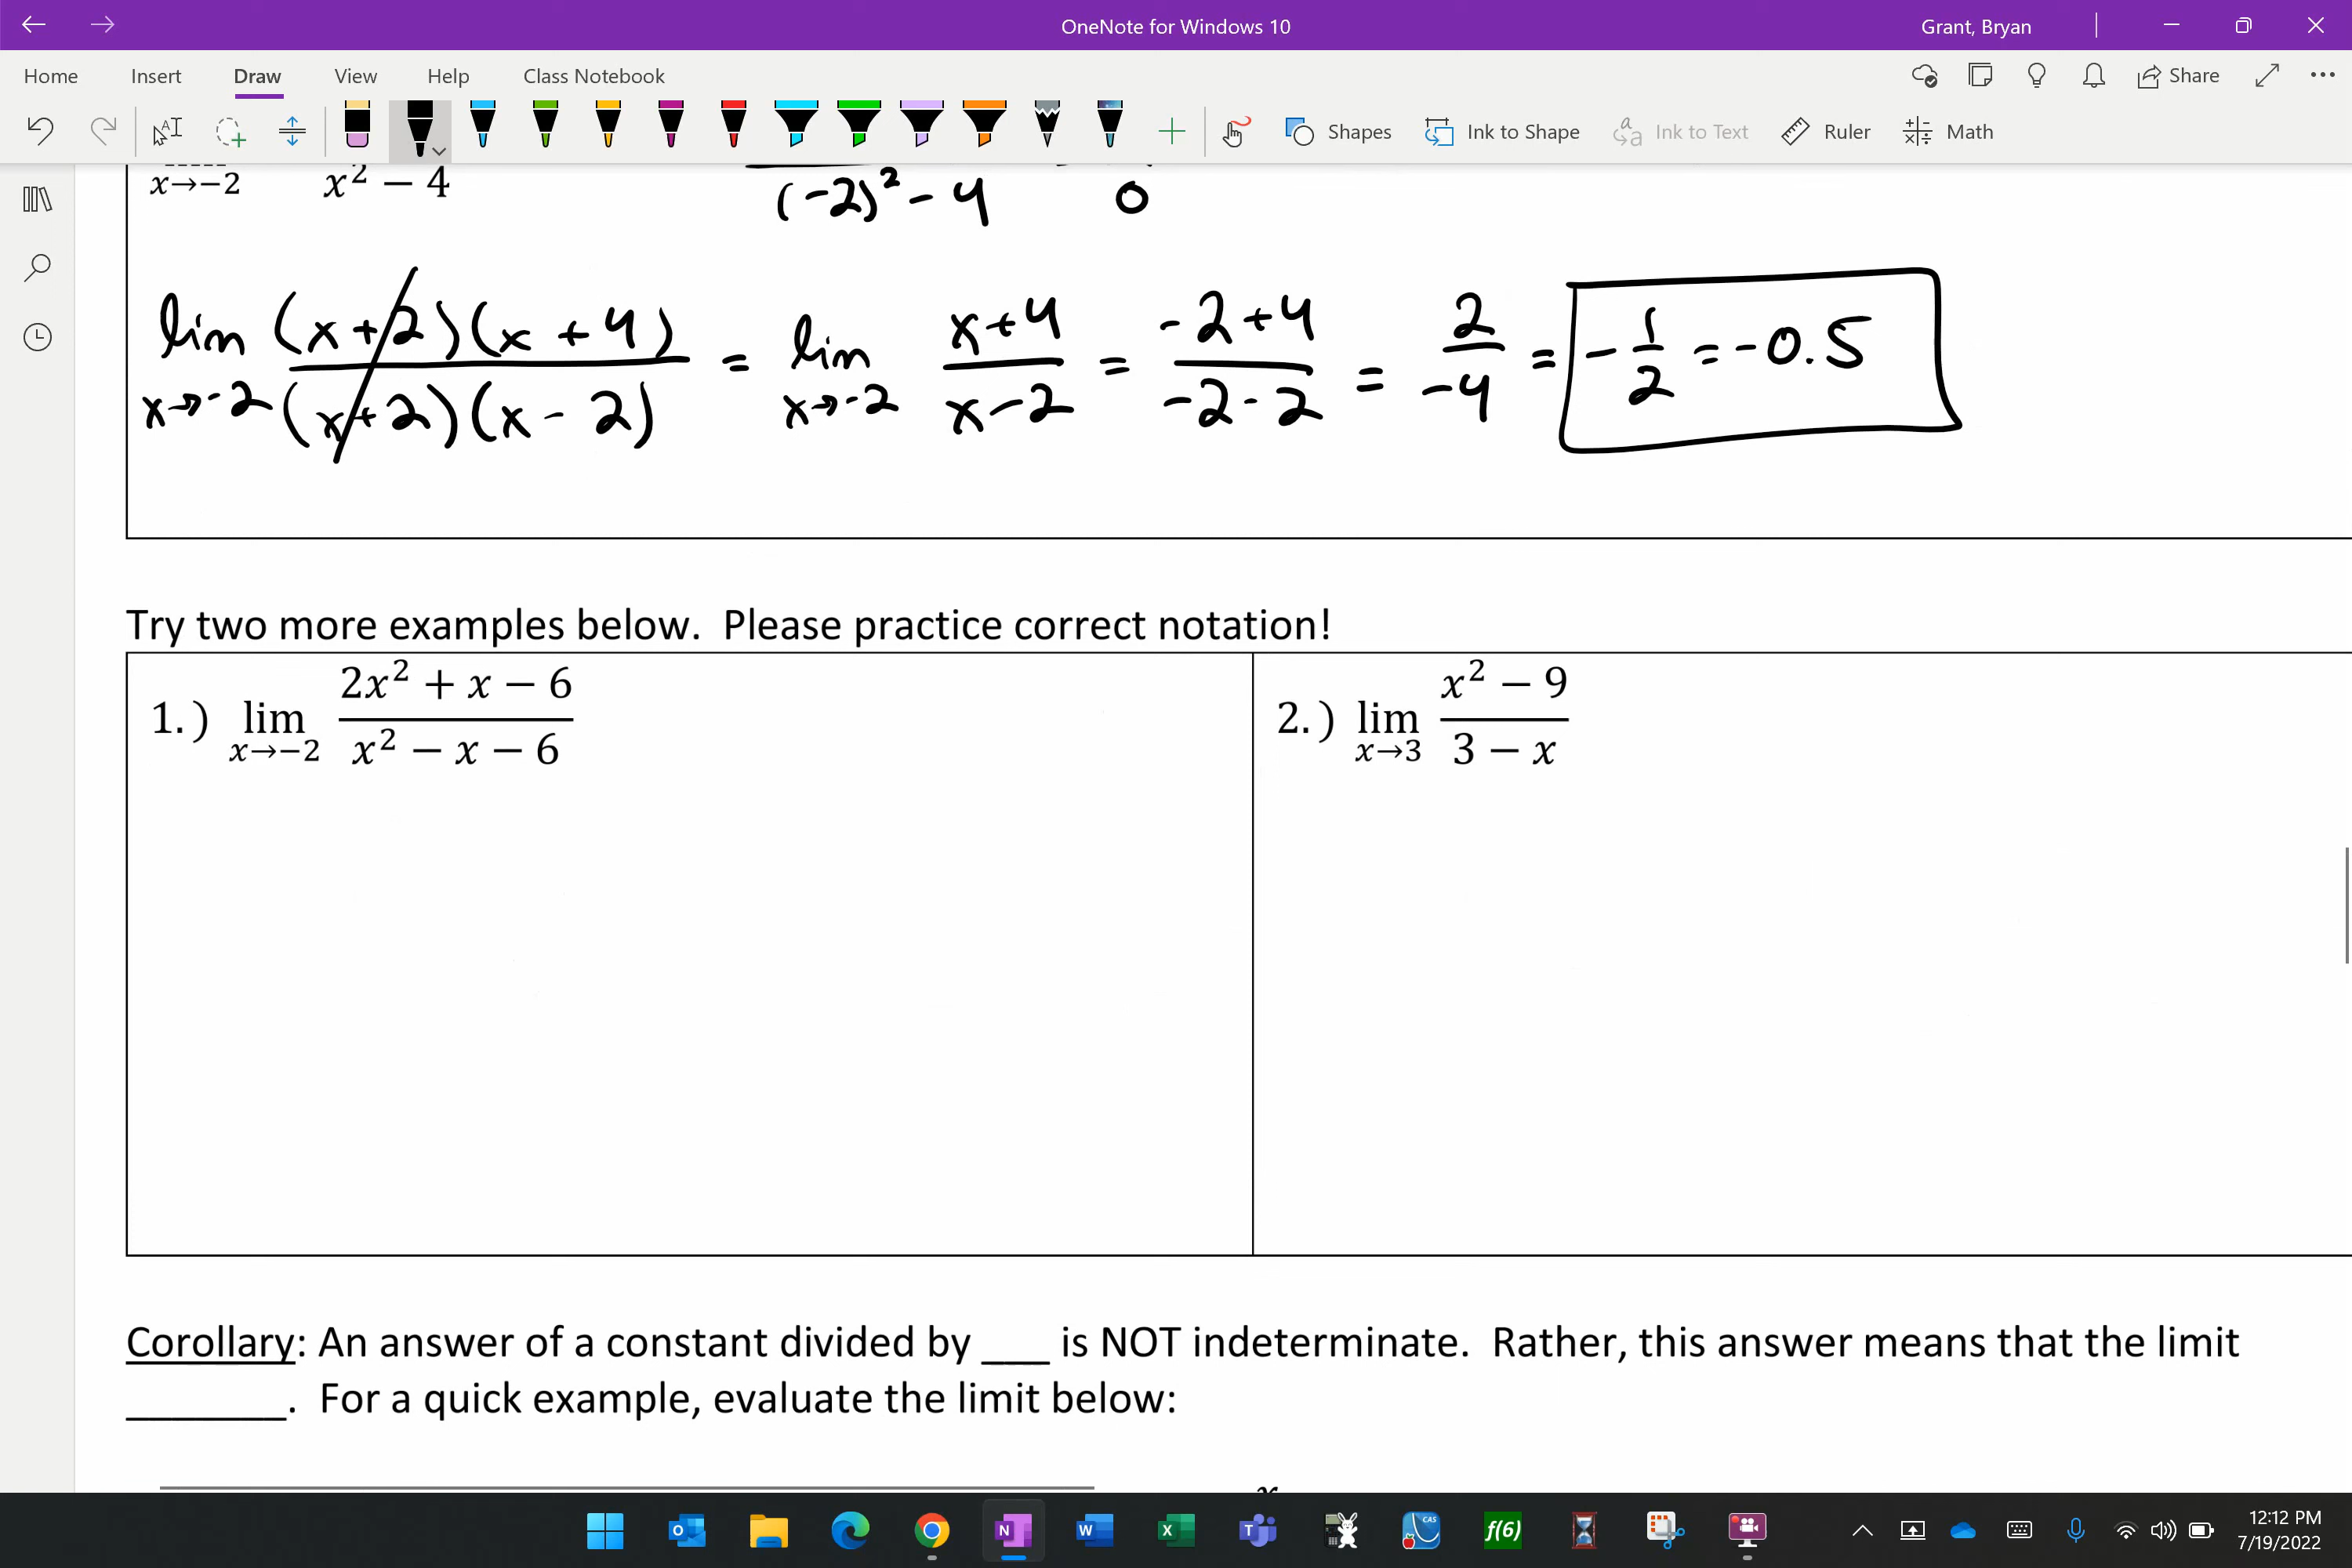 OneNote for Windows 10
Grant, Bryan
Home Insert Draw View Help Class Notebook
Share
Shapes Ink to Shape Ink to Text Ruler Math
x→−2 x² − 4 (-2)² - 4 0
lim x→-2 (x+2)(x+4) / (x+2)(x-2) = lim x→-2 x+4 / x-2 = -2+4 / -2-2 = 2 / -4 = -1/2 = -0.5
Try two more examples below. Please practice correct notation!
1.) lim x→−2 2x² + x − 6 / x² − x − 6
2.) lim x→3 x² − 9 / 3 − x
Corollary: An answer of a constant divided by ___ is NOT indeterminate. Rather, this answer means that the limit
_______. For a quick example, evaluate the limit below:
CAS
f(6)
12:12 PM
7/19/2022